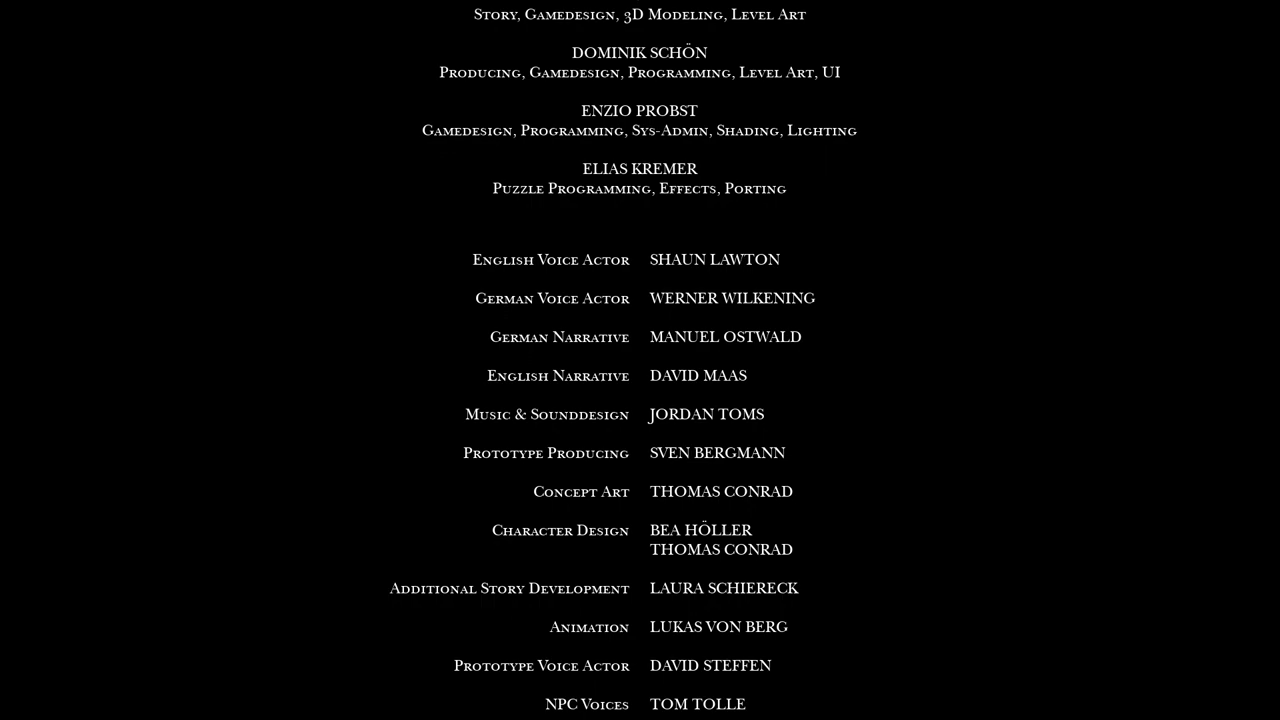 Story, Gamedesign, 3D Modeling, Level Art
DOMINIK SCHÖN
Producing, Gamedesign, Programming, Level Art, UI
ENZIO PROBST
Gamedesign, Programming, Sys-Admin, Shading, Lighting
ELIAS KREMER
Puzzle Programming, Effects, Porting
English Voice Actor SHAUN LAWTON
German Voice Actor WERNER WILKENING
German Narrative MANUEL OSTWALD
English Narrative DAVID MAAS
Music & Sounddesign JORDAN TOMS
Prototype Producing SVEN BERGMANN
Concept Art THOMAS CONRAD
Character Design BEA HÖLLER
THOMAS CONRAD
Additional Story Development LAURA SCHIERECK
Animation LUKAS VON BERG
Prototype Voice Actor DAVID STEFFEN
NPC Voices TOM TOLLE